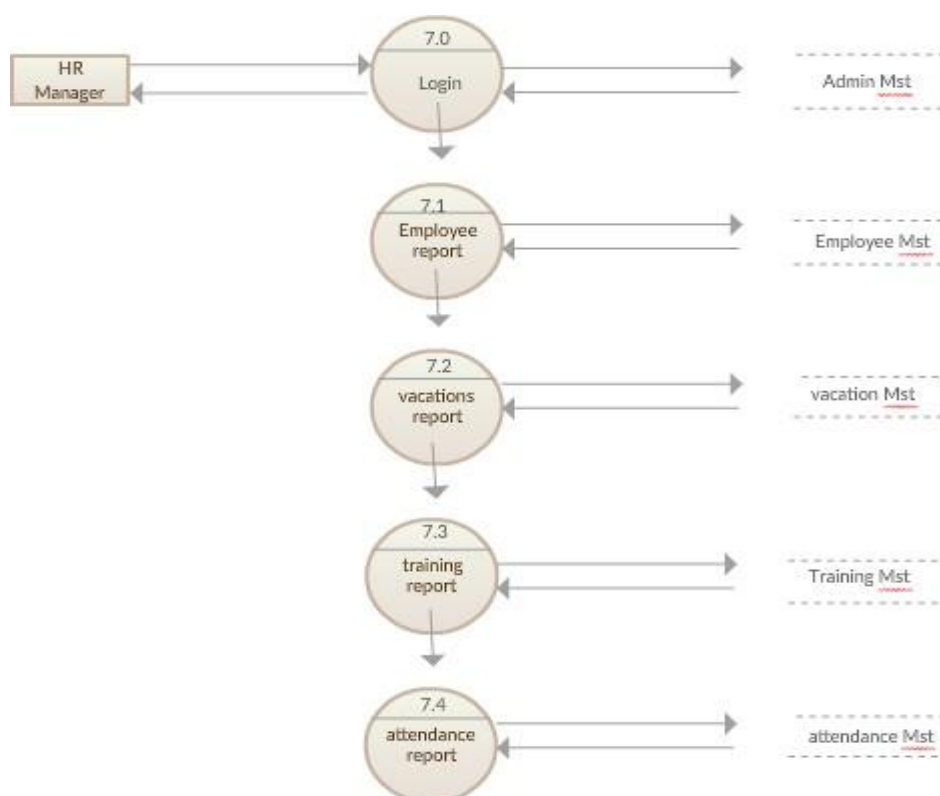 7.0
HR
Manager
Login
Admin Mst
7.1
Employee
report
Employee Mst
7.2
vacations
report
vacation Mst
7.3
training
report
Training Mst
7.4
attendance
report
attendance Mst